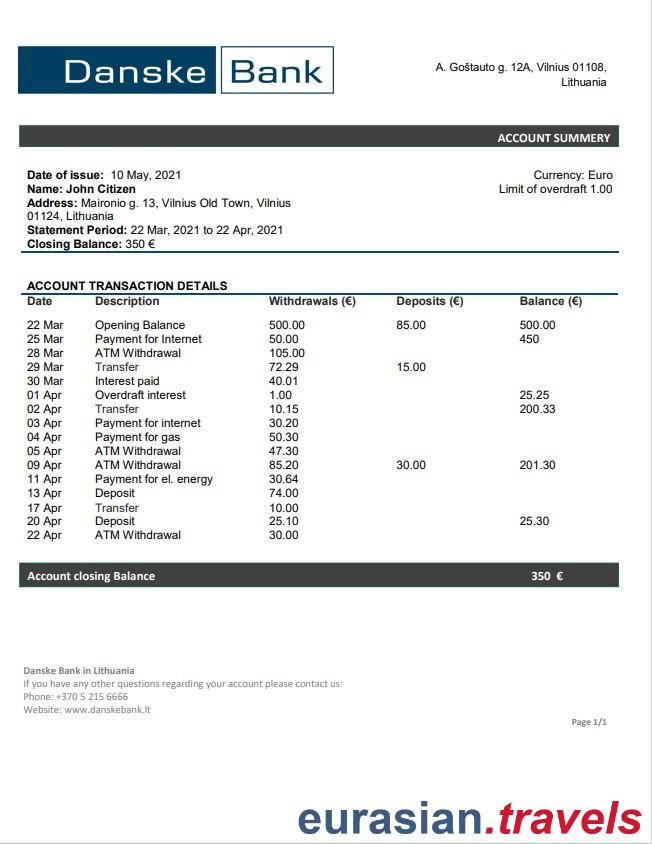 Danske Bank
A. Goštauto g. 12A, Vilnius 01108,
Lithuania
ACCOUNT SUMMERY
Date of issue: 10 May, 2021
Currency: Euro
Name: John Citizen
Limit of overdraft 1.00
Address: Maironio g. 13, Vilnius Old Town, Vilnius
01124, Lithuania
Statement Period: 22 Mar, 2021 to 22 Apr, 2021
Closing Balance: 350 €
ACCOUNT TRANSACTION DETAILS
Date Description Withdrawals (€) Deposits (€) Balance (€)
22 Mar Opening Balance 500.00 85.00 500.00
25 Mar Payment for Internet 50.00 450
28 Mar ATM Withdrawal 105.00
29 Mar Transfer 72.29 15.00
30 Mar Interest paid 40.01
01 Apr Overdraft interest 1.00 25.25
02 Apr Transfer 10.15 200.33
03 Apr Payment for internet 30.20
04 Apr Payment for gas 50.30
05 Apr ATM Withdrawal 47.30
09 Apr ATM Withdrawal 85.20 30.00 201.30
11 Apr Payment for el. energy 30.64
13 Apr Deposit 74.00
17 Apr Transfer 10.00
20 Apr Deposit 25.10 25.30
22 Apr ATM Withdrawal 30.00
Account closing Balance 350 €
Danske Bank in Lithuania
If you have any other questions regarding your account please contact us:
Phone: +370 5 215 6666
Website: www.danskebank.lt
Page 1/1
eurasian.travels